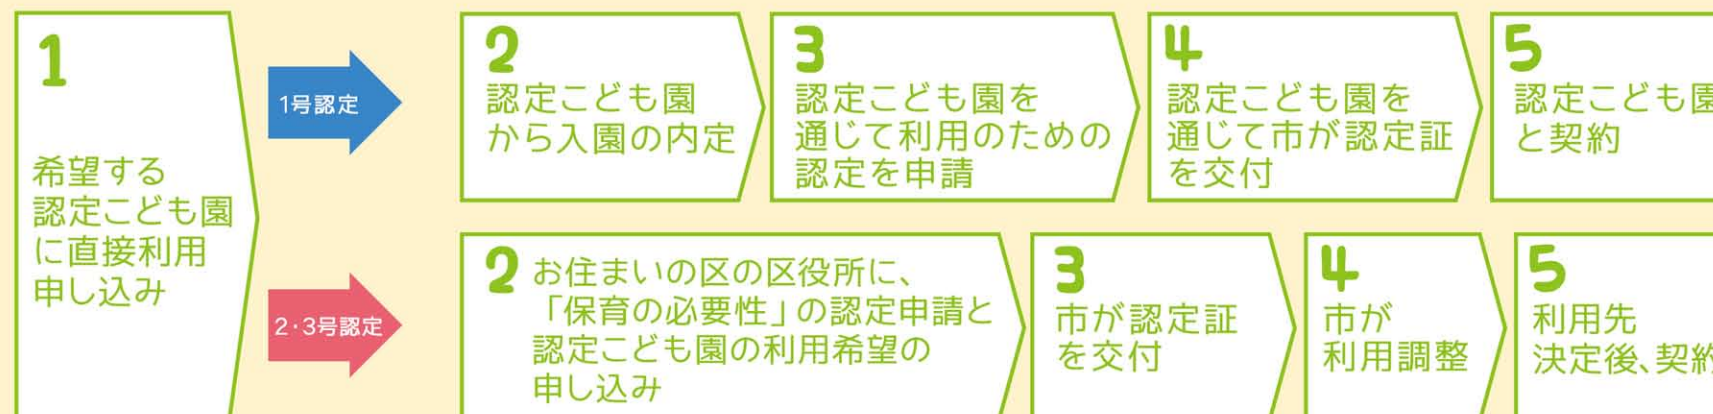 1
希望する
認定こども園
に直接利用
申し込み
1号認定
2
認定こども園
から入園の内定
3
認定こども園を
通じて利用のための
認定を申請
4
認定こども園を
通じて市が認定証
を交付
5
認定こども園
と契約
2・3号認定
2
お住まいの区の区役所に、
「保育の必要性」の認定申請と
認定こども園の利用希望の
申し込み
3
市が認定証
を交付
4
市が
利用調整
5
利用先
決定後、契約